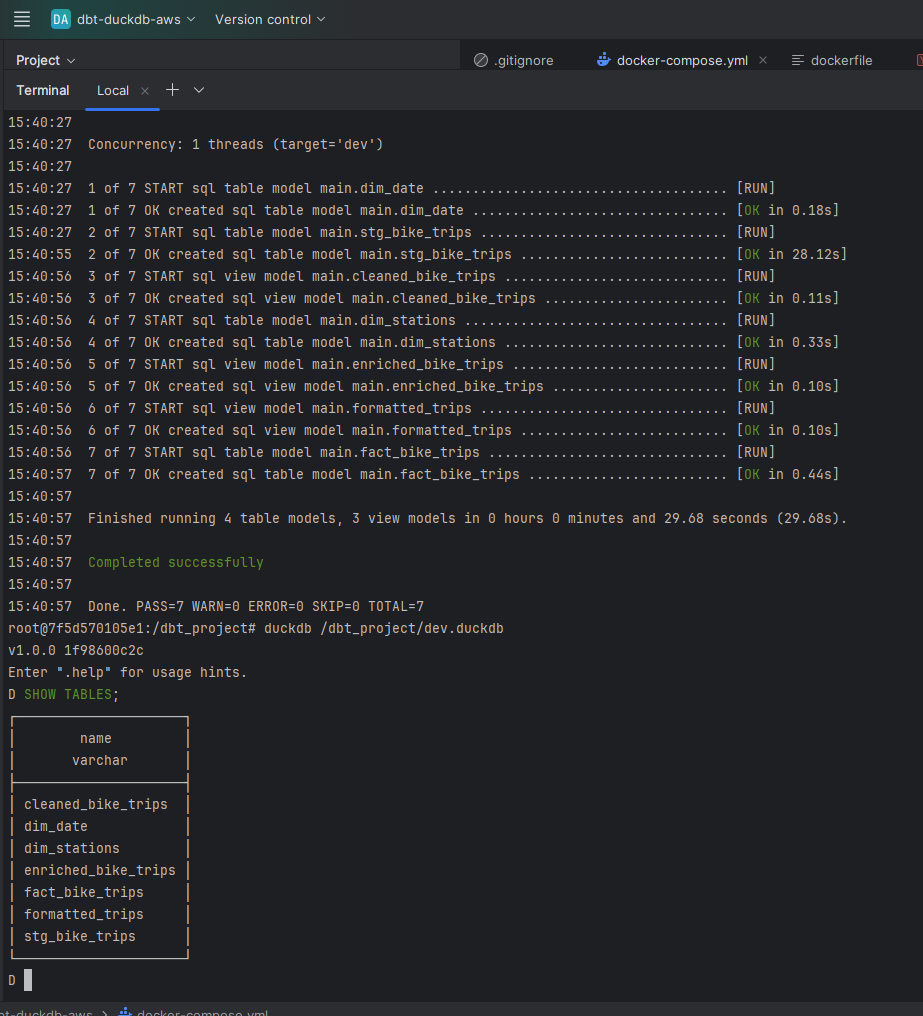 DA dbt-duckdb-aws Version control
Project .gitignore docker-compose.yml dockerfile
Terminal Local
15:40:27
15:40:27 Concurrency: 1 threads (target='dev')
15:40:27
15:40:27 1 of 7 START sql table model main.dim_date ..................................... [RUN]
15:40:27 1 of 7 OK created sql table model main.dim_date ................................ [OK in 0.18s]
15:40:27 2 of 7 START sql table model main.stg_bike_trips ............................... [RUN]
15:40:55 2 of 7 OK created sql table model main.stg_bike_trips .......................... [OK in 28.12s]
15:40:56 3 of 7 START sql view model main.cleaned_bike_trips ............................ [RUN]
15:40:56 3 of 7 OK created sql view model main.cleaned_bike_trips ....................... [OK in 0.11s]
15:40:56 4 of 7 START sql table model main.dim_stations ................................. [RUN]
15:40:56 4 of 7 OK created sql table model main.dim_stations ............................ [OK in 0.33s]
15:40:56 5 of 7 START sql view model main.enriched_bike_trips ........................... [RUN]
15:40:56 5 of 7 OK created sql view model main.enriched_bike_trips ...................... [OK in 0.10s]
15:40:56 6 of 7 START sql view model main.formatted_trips ............................... [RUN]
15:40:56 6 of 7 OK created sql view model main.formatted_trips .......................... [OK in 0.10s]
15:40:56 7 of 7 START sql table model main.fact_bike_trips .............................. [RUN]
15:40:57 7 of 7 OK created sql table model main.fact_bike_trips ......................... [OK in 0.44s]
15:40:57
15:40:57 Finished running 4 table models, 3 view models in 0 hours 0 minutes and 29.68 seconds (29.68s).
15:40:57
15:40:57 Completed successfully
15:40:57
15:40:57 Done. PASS=7 WARN=0 ERROR=0 SKIP=0 TOTAL=7
root@7f5d570105e1:/dbt_project# duckdb /dbt_project/dev.duckdb
v1.0.0 1f98600c2c
Enter ".help" for usage hints.
D SHOW TABLES;
name
varchar
cleaned_bike_trips
dim_date
dim_stations
enriched_bike_trips
fact_bike_trips
formatted_trips
stg_bike_trips
D
bt-duckdb-aws docker-compose.yml